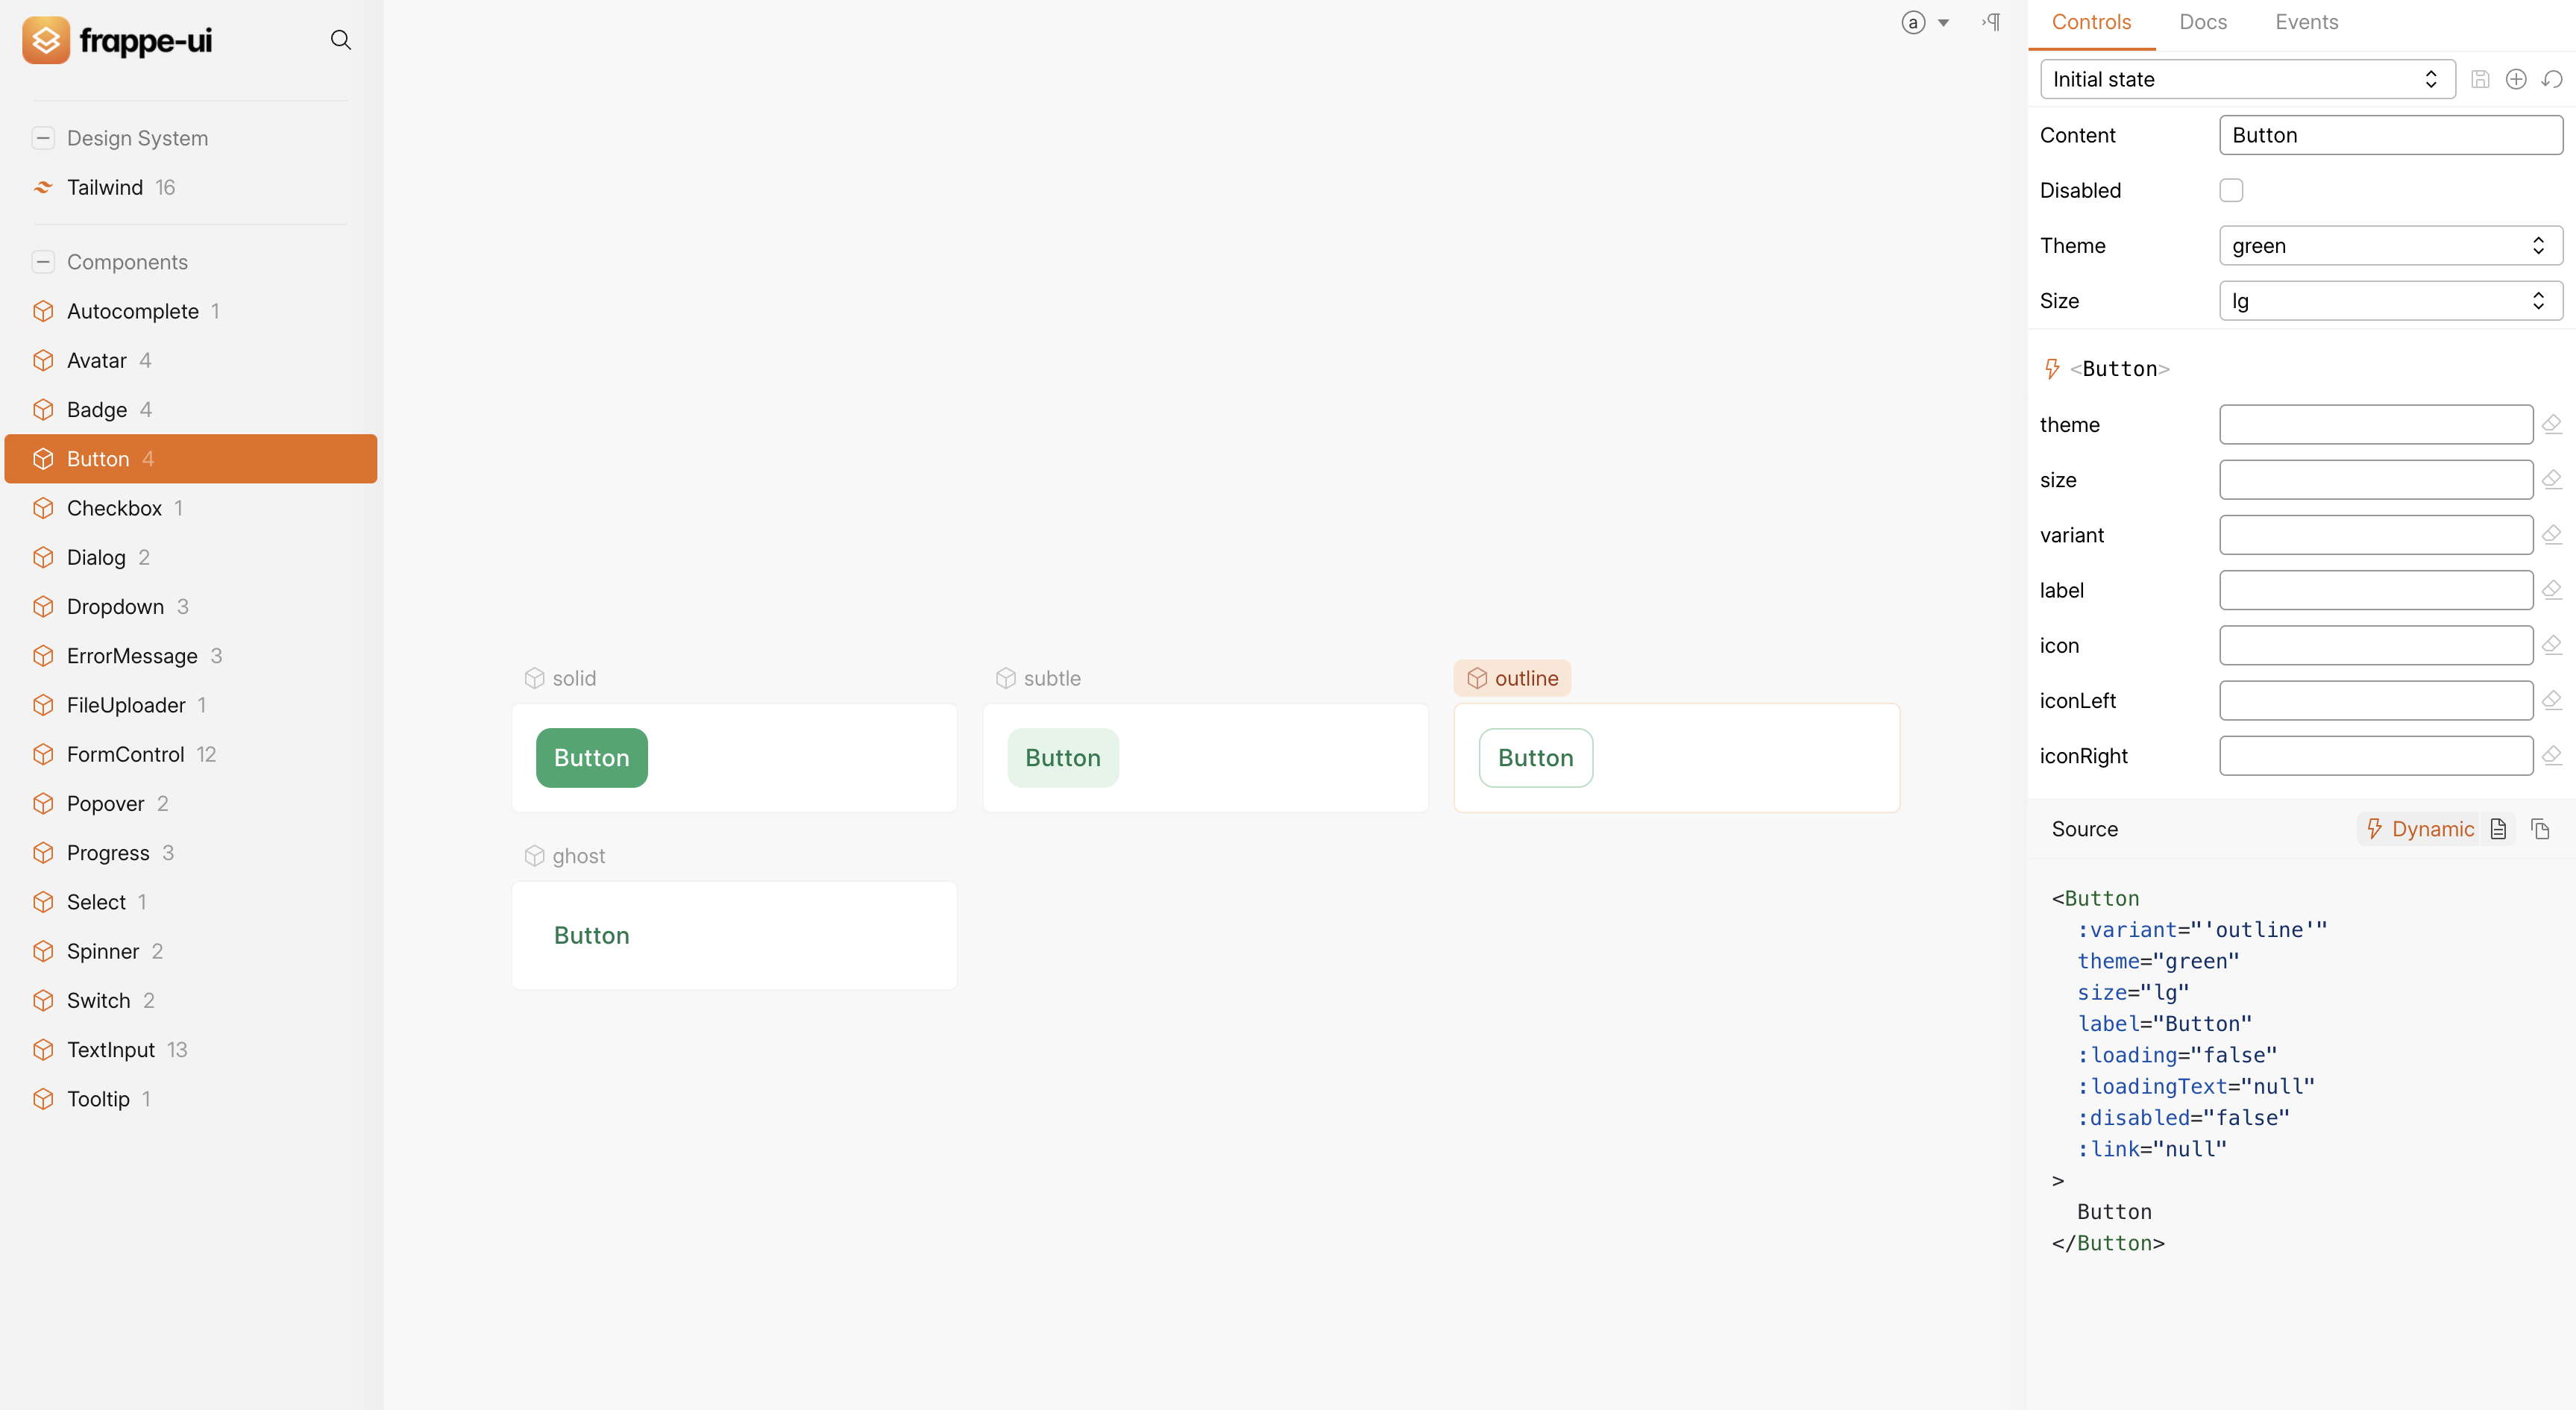 frappe-ui
Design System
Tailwind 16
Components
Autocomplete 1
Avatar 4
Badge 4
Button 4
Checkbox 1
Dialog 2
Dropdown 3
ErrorMessage 3
FileUploader 1
FormControl 12
Popover 2
Progress 3
Select 1
Spinner 2
Switch 2
TextInput 13
Tooltip 1
a
solid
subtle
outline
Button
Button
Button
ghost
Button
Controls Docs Events
Initial state
Content Button
Disabled
Theme green
Size lg
<Button>
theme
size
variant
label
icon
iconLeft
iconRight
Source Dynamic
<Button
:variant="'outline'"
theme="green"
size="lg"
label="Button"
:loading="false"
:loadingText="null"
:disabled="false"
:link="null"
>
Button
</Button>